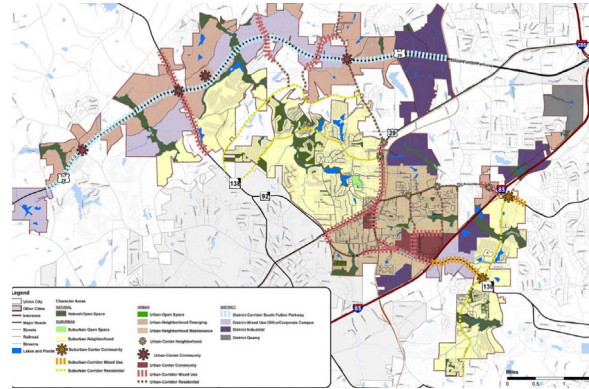 285
South Fulton Parkway
29
29
138
92
85
138
85
Legend
Union City
Other Cities
Interstate
Major Roads
Streets
Railroad
Streams
Lakes and Ponds
Character Areas
NATURAL
Natural-Open Space
SUBURBAN
Suburban-Open Space
Suburban-Neighborhood
Suburban-Center Community
Suburban-Corridor Mixed Use
Suburban-Corridor Residential
URBAN
Urban-Open Space
Urban-Neighborhood Emerging
Urban-Neighborhood Maintenance
Urban-Center Neighborhood
Urban-Center Community
Urban-Center Community
Urban-Corridor Mixed Use
Urban-Corridor Residential
DISTRICT
District-Corridor South Fulton Parkway
District-Mixed Use Office/Corporate Campus
District-Industrial
District-Quarry
Miles
0 0.5 1